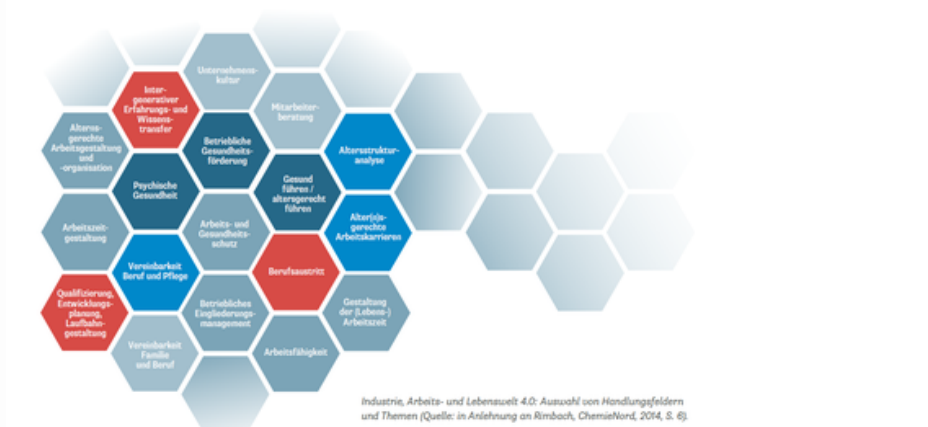 Unternehmens-
kultur
Inter-
generativer
Erfahrungs- und
Wissens-
transfer
Mitarbeiter-
beratung
Alterns-
gerechte
Arbeitsgestaltung
und
-organisation
Betriebliche
Gesundheits-
förderung
Altersstruktur-
analyse
Psychische
Gesundheit
Gesund
führen /
altersgerecht
führen
Arbeitszeit-
gestaltung
Arbeits- und
Gesundheits-
schutz
Alter(n)s-
gerechte
Arbeitskarrieren
Vereinbarkeit
Beruf und Pflege
Berufsaustritt
Qualifizierung,
Entwicklungs-
planung,
Laufbahn-
gestaltung
Betriebliches
Eingliederungs-
management
Gestaltung
der (Lebens-)
Arbeitszeit
Vereinbarkeit
Familie
und Beruf
Arbeitsfähigkeit
Industrie, Arbeits- und Lebenswelt 4.0: Auswahl von Handlungsfeldern
und Themen (Quelle: in Anlehnung an Rimbach, ChemieNord, 2014, S. 6).